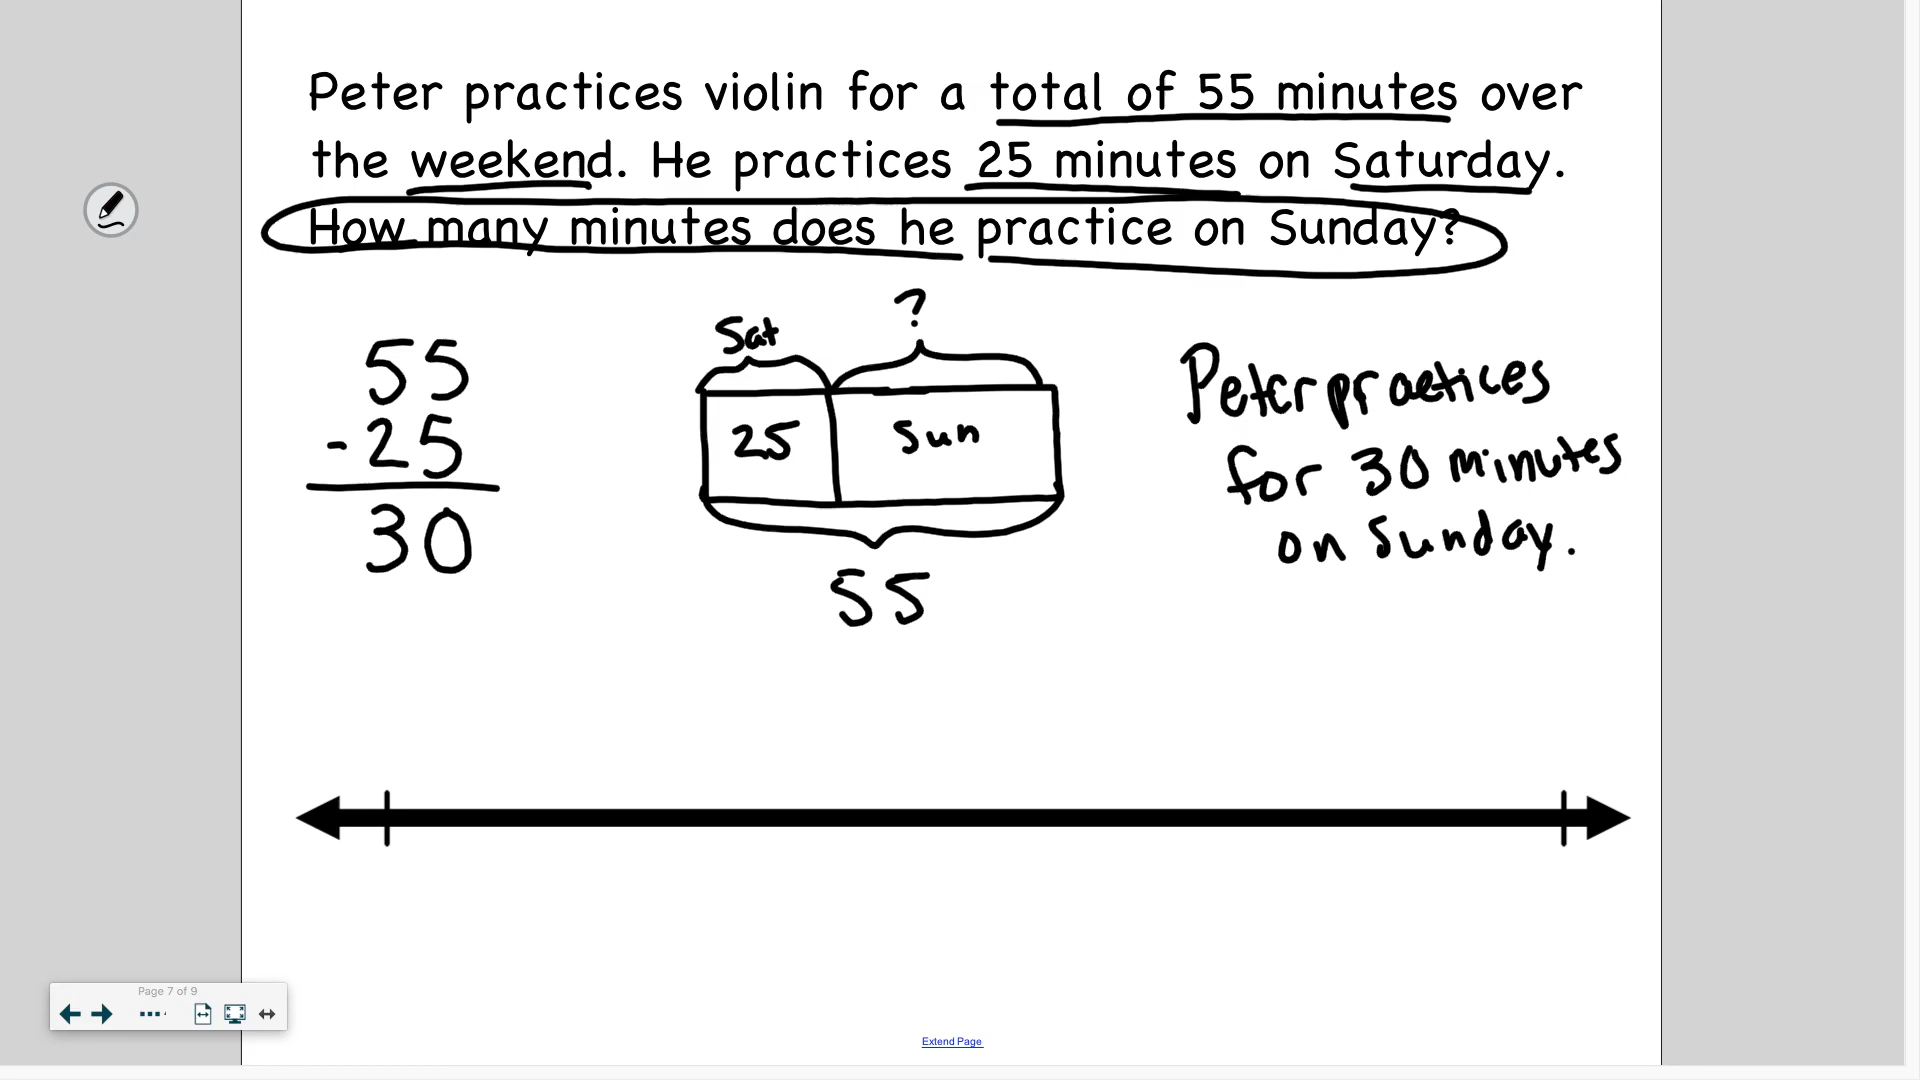 Peter practices violin for a total of 55 minutes over
the weekend. He practices 25 minutes on Saturday.
How many minutes does he practice on Sunday?
55
-25
30
Sat
?
25 Sun
55
Peter practices
for 30 minutes
on Sunday.
Page 7 of 9
Extend Page